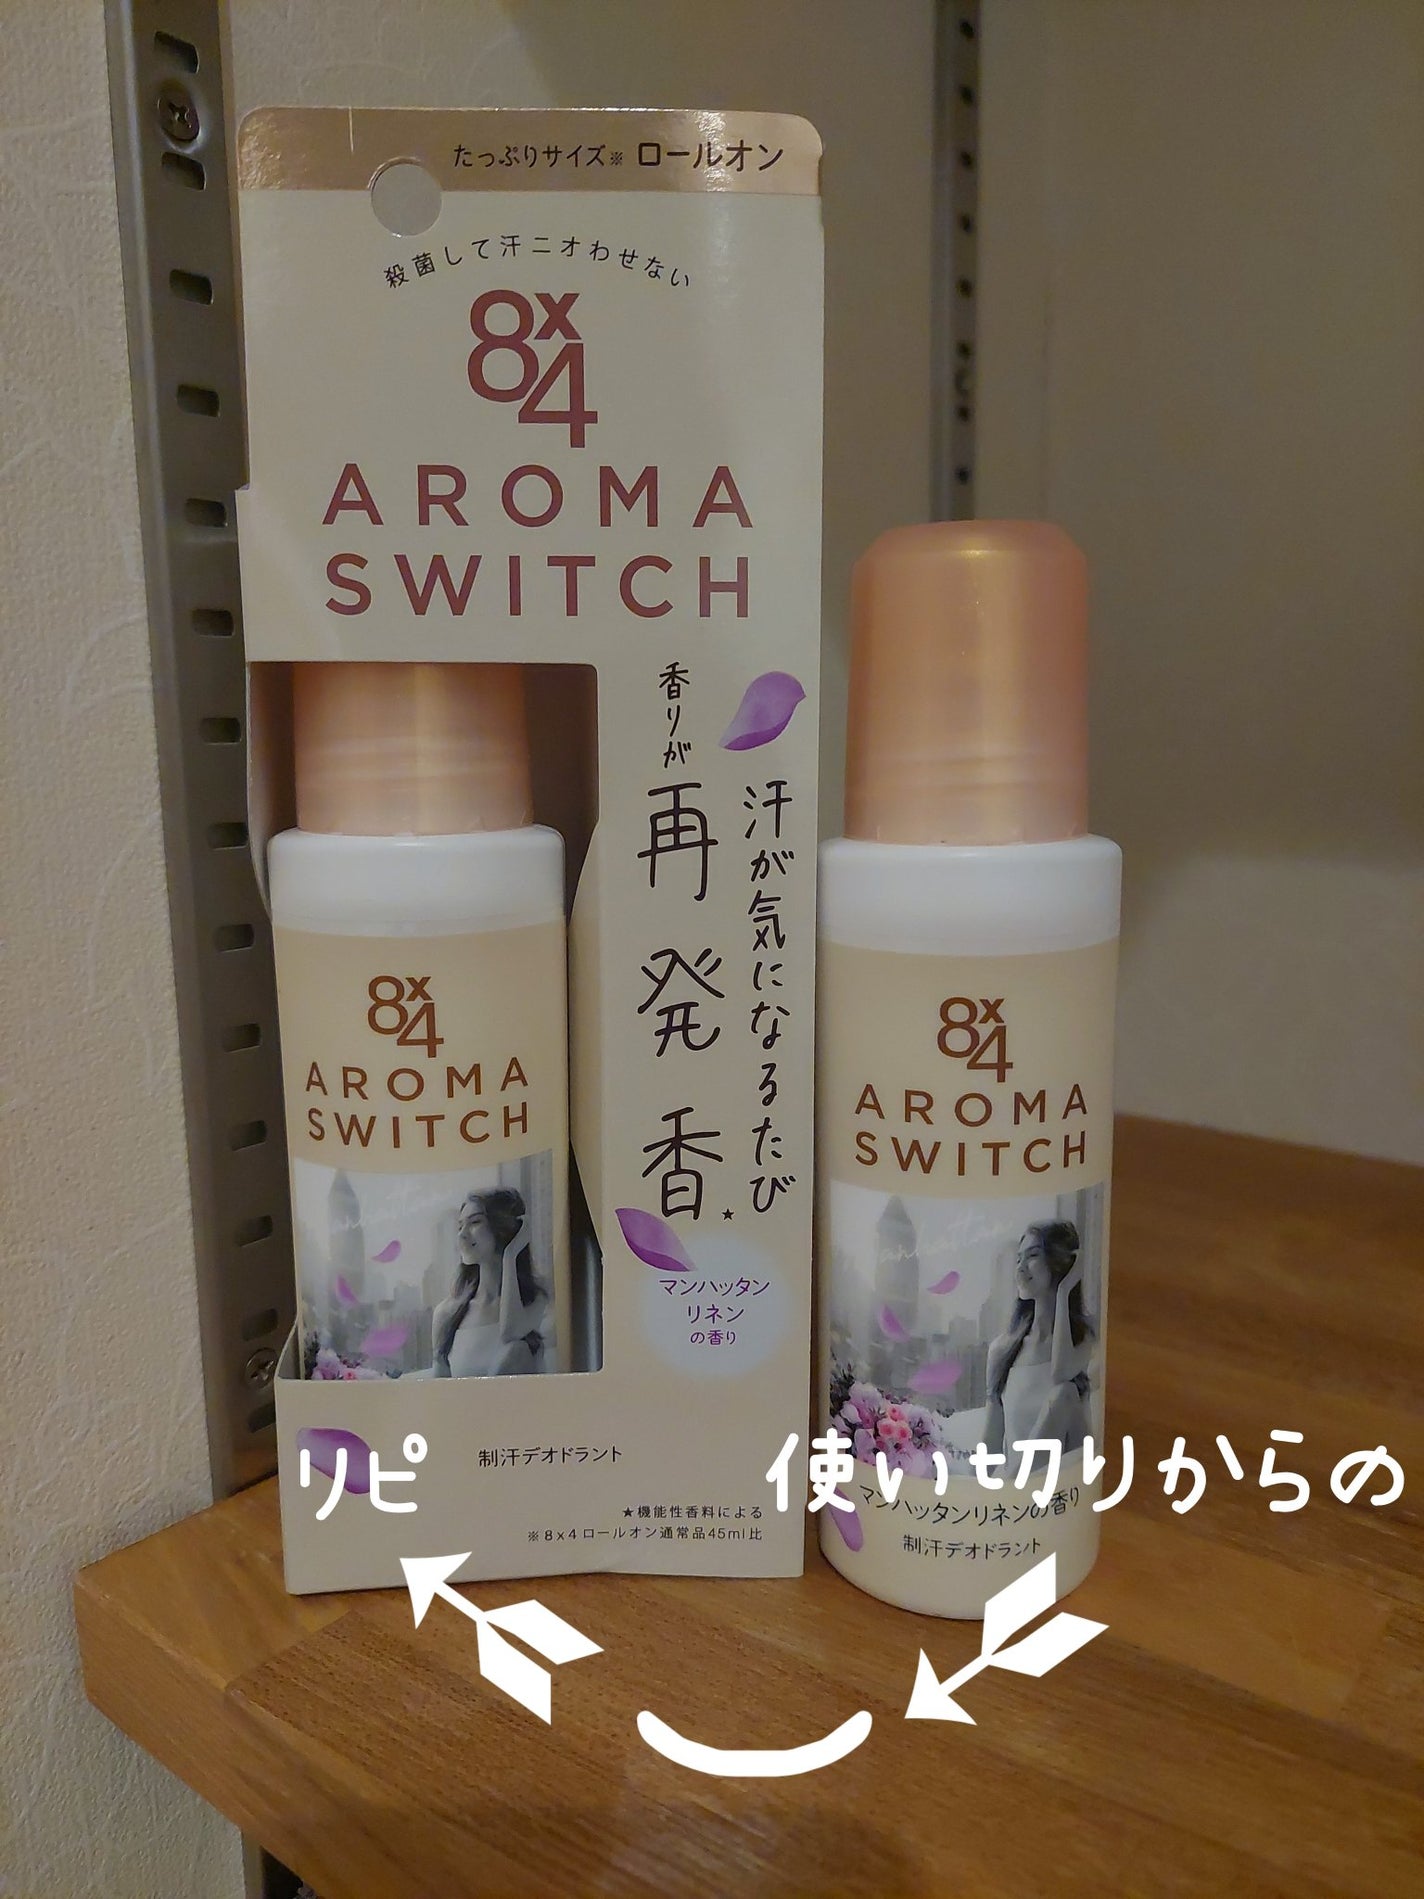 たっぷりサイズ※ ロールオン
殺菌して汗ニオわせない
8x4
AROMA
SWITCH
汗が気になるたび
香りが再発香★
マンハッタン
リネン
の香り
制汗デオドラント
★機能性香料による
※8x4ロールオン通常品45ml比
8x4
AROMA
SWITCH
Manhattan
8x4
AROMA
SWITCH
Manhattan
マンハッタンリネンの香り
制汗デオドラント
使い切りからの
リピ